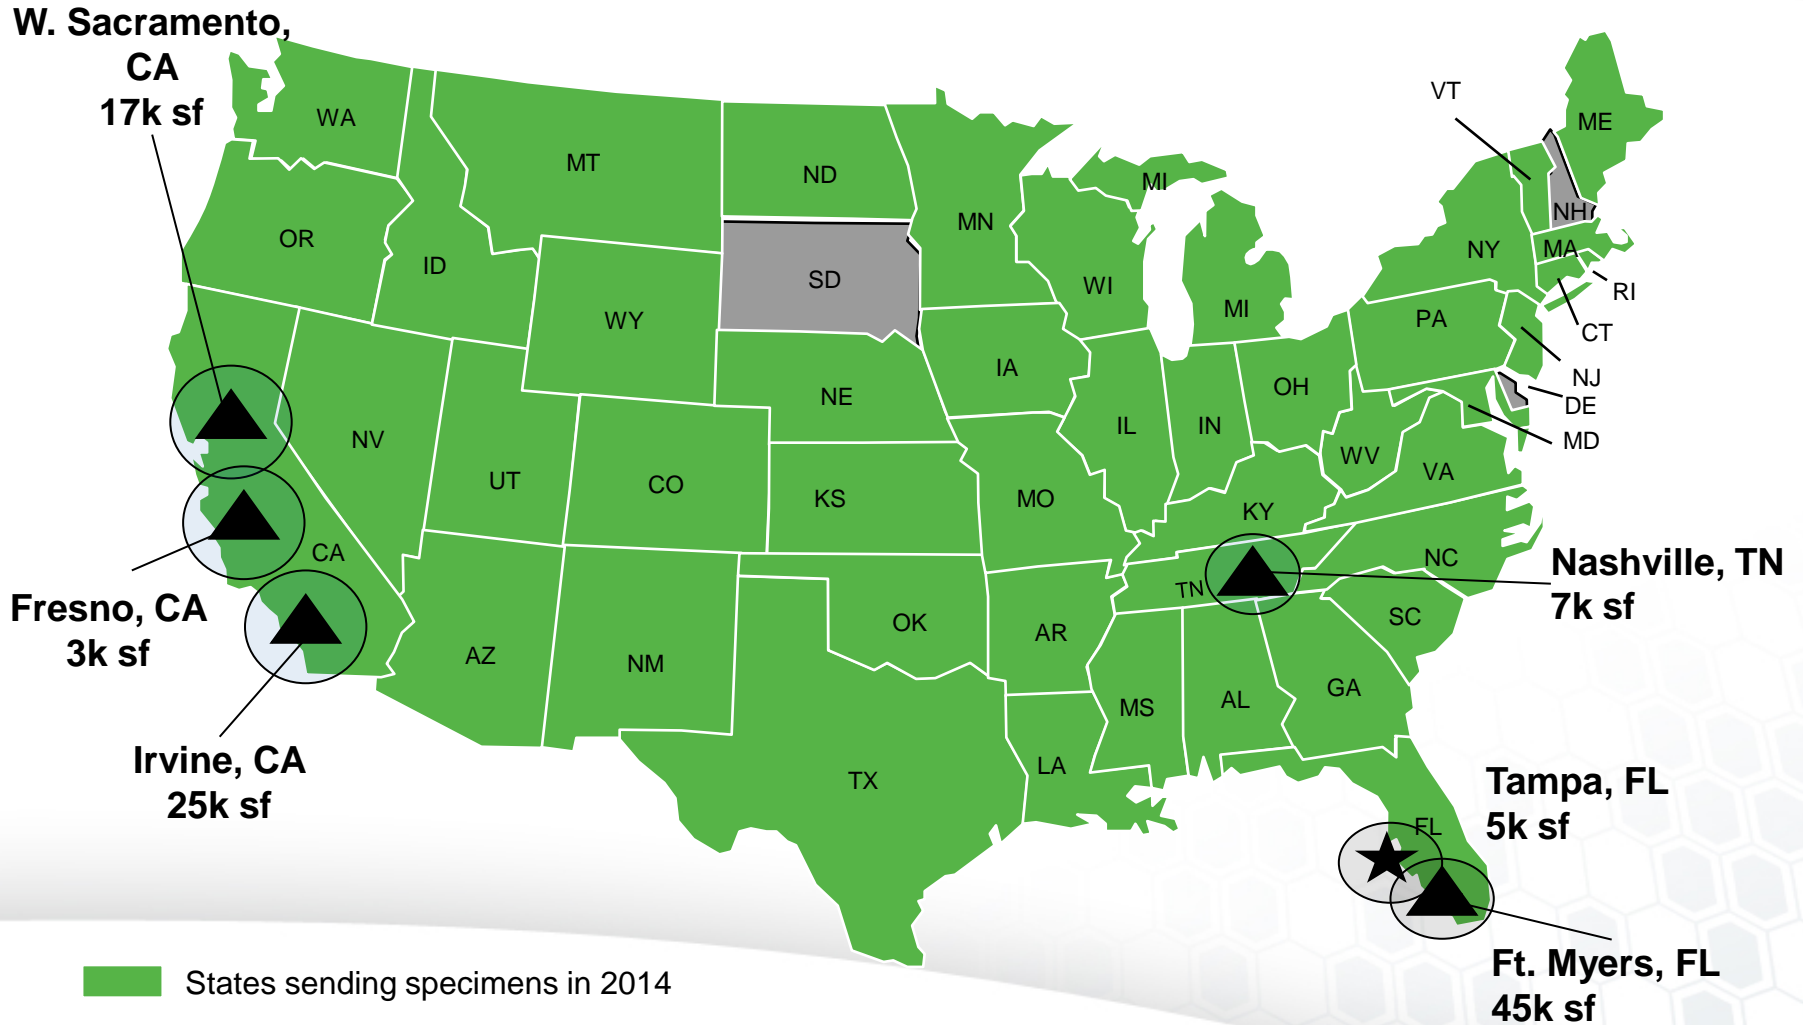 W. Sacramento,
CA
17k sf
WA
MT
ND
MN
MI
VT
ME
OR
ID
SD
WI
MI
NY
NH
MA
RI
CT
WY
IA
PA
NJ
DE
MD
NV
UT
CO
NE
KS
MO
IL
IN
OH
WV
VA
KY
CA
Fresno, CA
3k sf
AZ
NM
OK
AR
TN
NC
SC
Nashville, TN
7k sf
Irvine, CA
25k sf
TX
LA
MS
AL
GA
FL
Tampa, FL
5k sf
Ft. Myers, FL
45k sf
States sending specimens in 2014